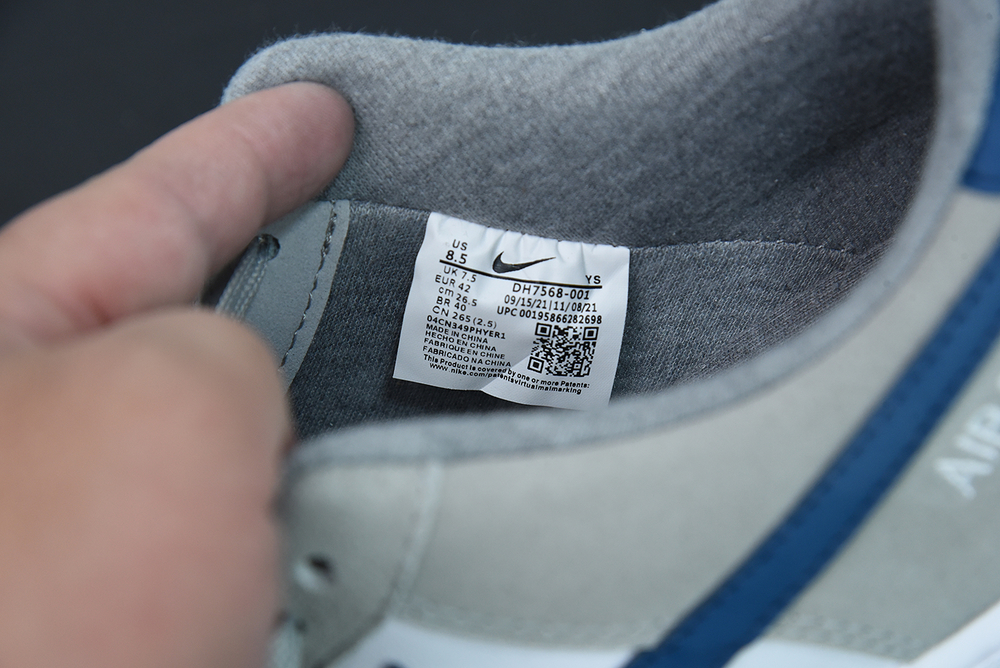 US
8.5
YS
UK 7.5
EUR 42
cm 26.5
BR 40
CN 265 (2.5)
DH7568-001
09/15/21|11/08/21
UPC 00195866282698
04CN349PHYER1
MADE IN CHINA
HECHO EN CHINA
FABRIQUE EN CHINE
FABRICADO NA CHINA
This Product is covered by one or more Patents:
www.nike.com/patentsvirtualmarking
AIR